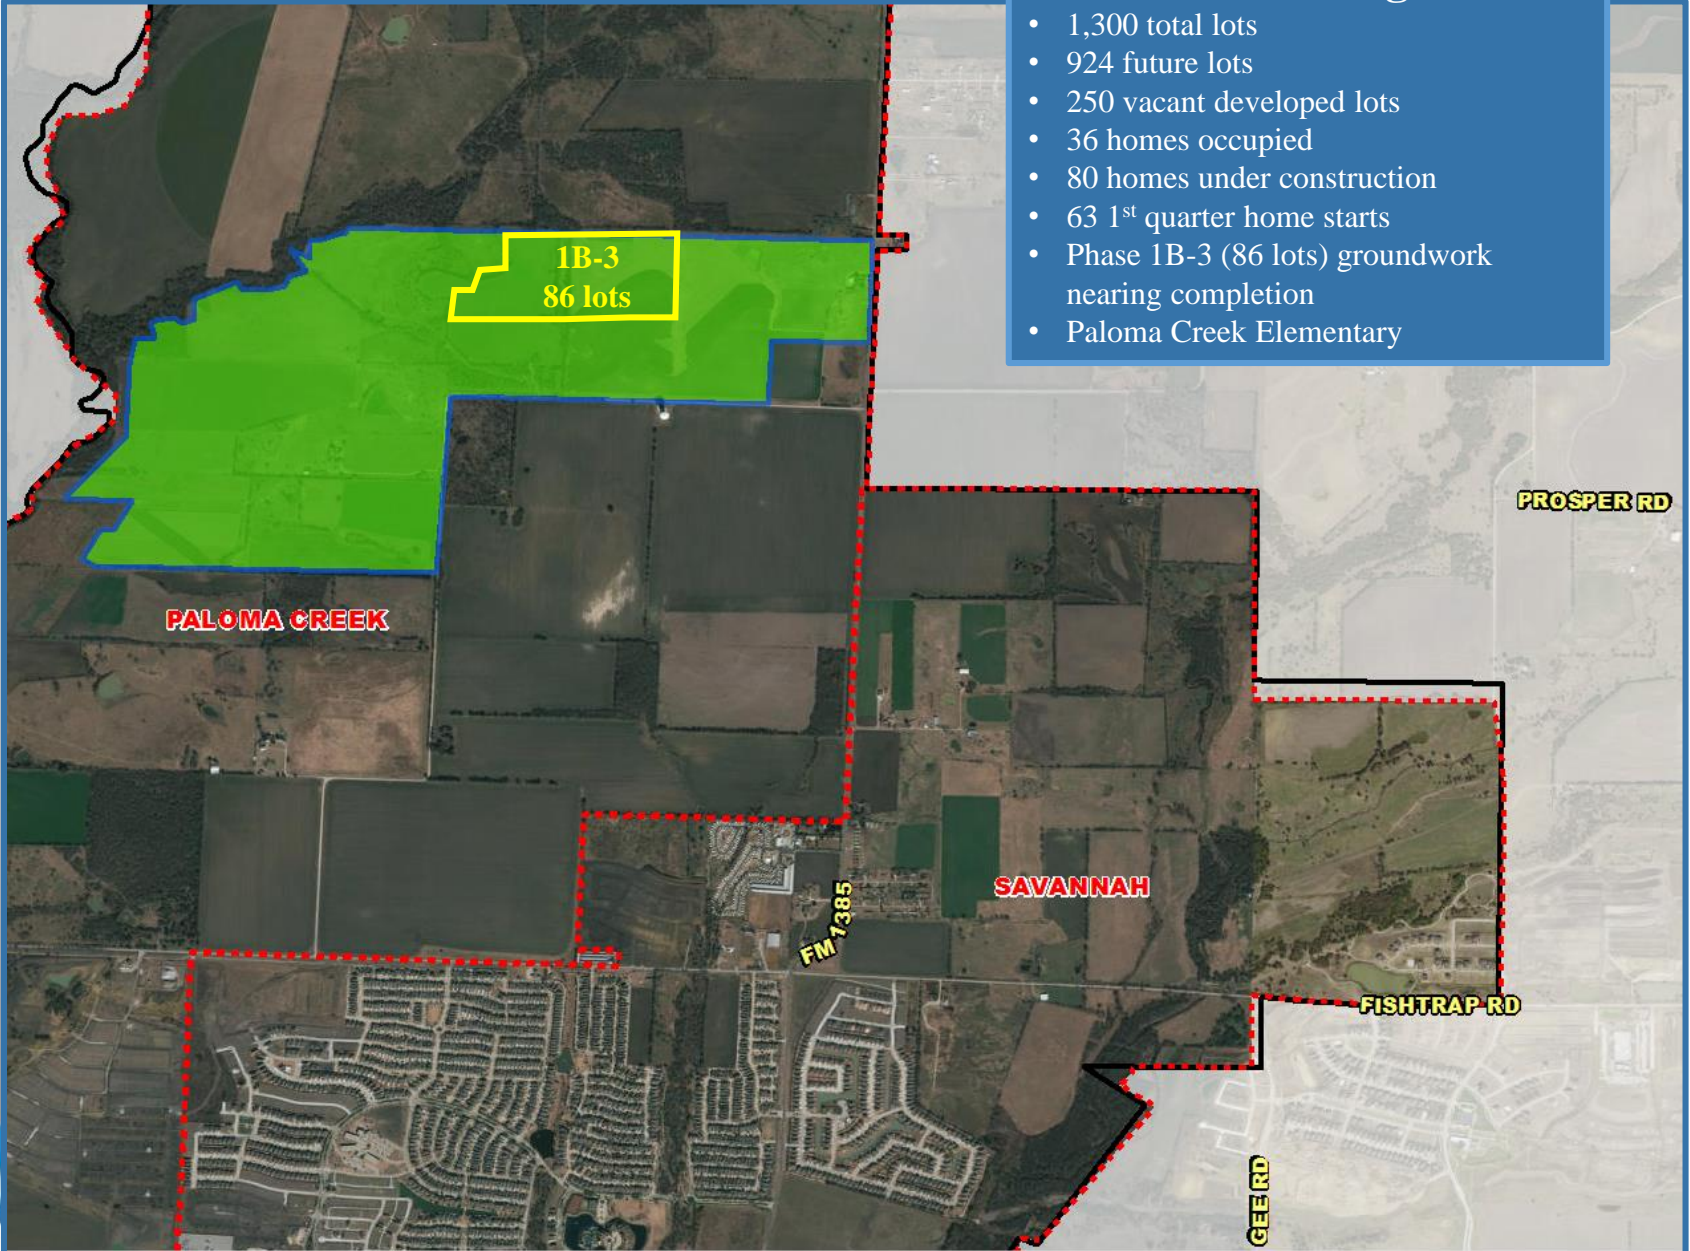 • 1,300 total lots
• 924 future lots
• 250 vacant developed lots
• 36 homes occupied
• 80 homes under construction
• 63 1st quarter home starts
• Phase 1B-3 (86 lots) groundwork
nearing completion
• Paloma Creek Elementary
1B-3
86 lots
PROSPER RD
PALOMA CREEK
SAVANNAH
FM 1385
FISHTRAP RD
GEE RD